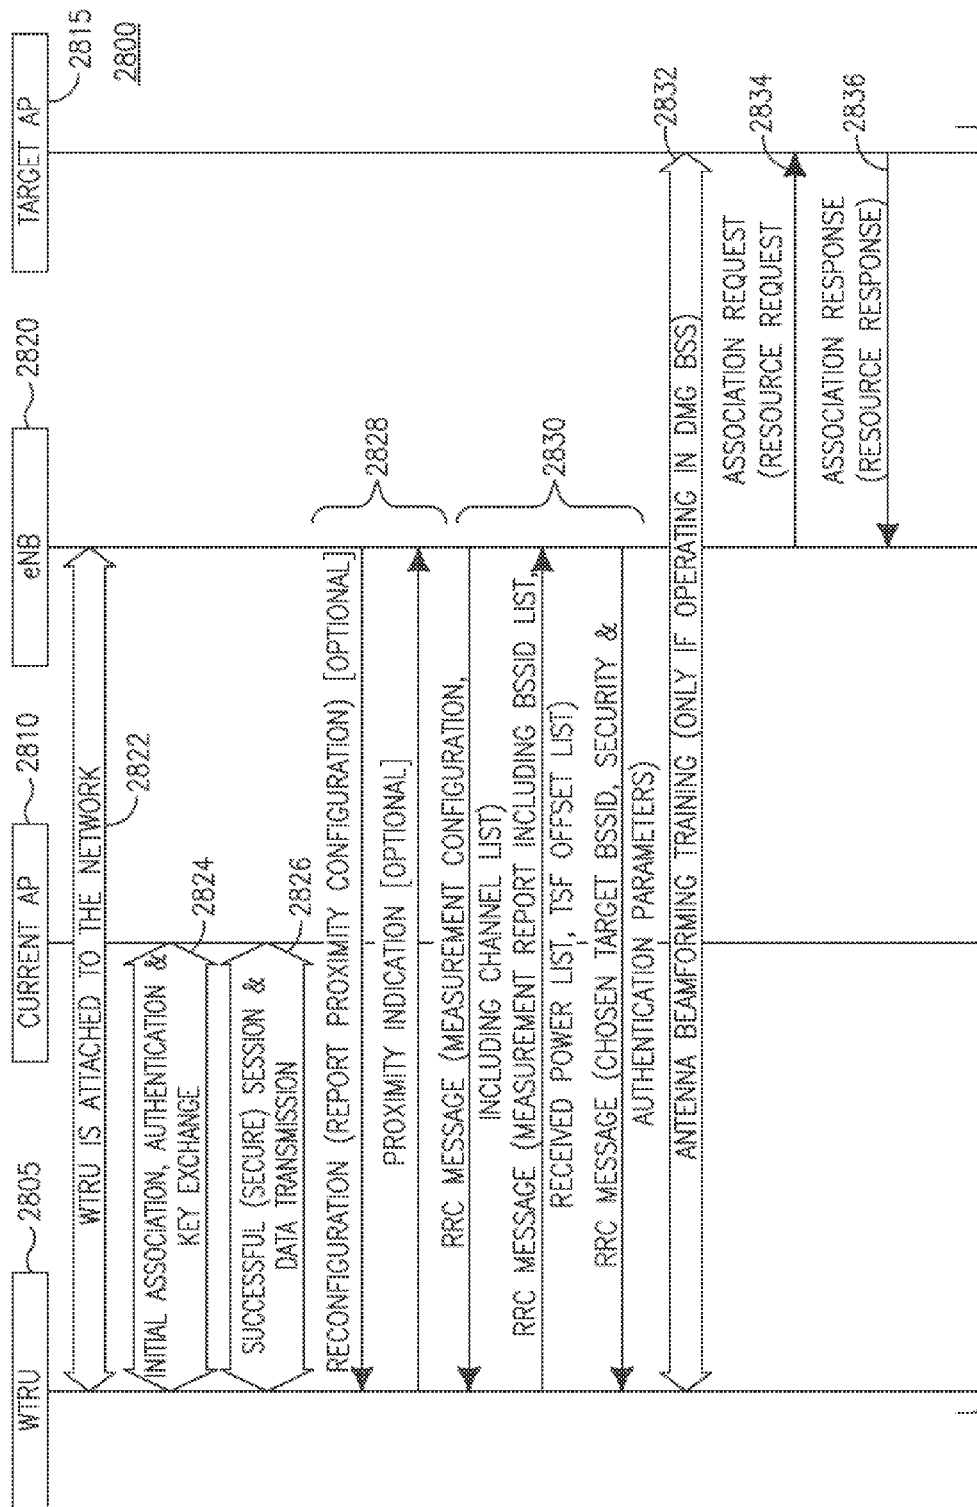 WTRU
2805
CURRENT AP
2810
eNB
2820
TARGET AP
2815
2800
WTRU IS ATTACHED TO THE NETWORK
2822
INITIAL ASSOCIATION, AUTHENTICATION &
KEY EXCHANGE
2824
SUCCESSFUL (SECURE) SESSION &
DATA TRANSMISSION
2826
RECONFIGURATION (REPORT PROXIMITY CONFIGURATION) [OPTIONAL]
PROXIMITY INDICATION [OPTIONAL]
2828
RRC MESSAGE (MEASUREMENT CONFIGURATION,
INCLUDING CHANNEL LIST)
RRC MESSAGE (MEASUREMENT REPORT INCLUDING BSSID LIST,
RECEIVED POWER LIST, TSF OFFSET LIST)
2830
RRC MESSAGE (CHOSEN TARGET BSSID, SECURITY &
AUTHENTICATION PARAMETERS)
ANTENNA BEAMFORMING TRAINING (ONLY IF OPERATING IN DMG BSS)
2832
ASSOCIATION REQUEST
(RESOURCE REQUEST
2834
ASSOCIATION RESPONSE
(RESOURCE RESPONSE)
2836